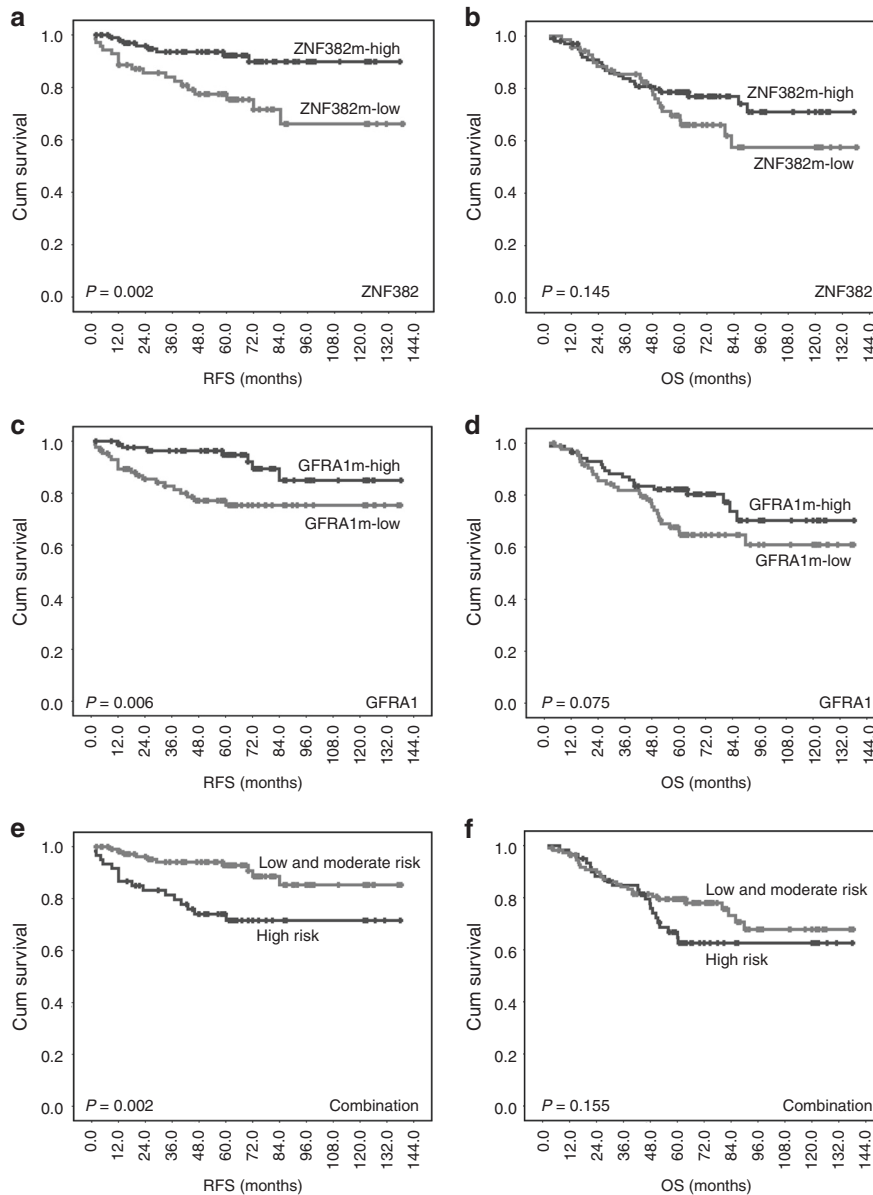 a
Cum survival
1.0
0.8
0.6
0.4
0.2
0.0
ZNF382m-high
ZNF382m-low
P = 0.002
ZNF382
0.0 12.0 24.0 36.0 48.0 60.0 72.0 84.0 96.0 108.0 120.0 132.0 144.0
RFS (months)
b
Cum survival
1.0
0.8
0.6
0.4
0.2
0.0
ZNF382m-high
ZNF382m-low
P = 0.145
ZNF382
0.0 12.0 24.0 36.0 48.0 60.0 72.0 84.0 96.0 108.0 120.0 132.0 144.0
OS (months)
c
Cum survival
1.0
0.8
0.6
0.4
0.2
0.0
GFRA1m-high
GFRA1m-low
P = 0.006
GFRA1
0.0 12.0 24.0 36.0 48.0 60.0 72.0 84.0 96.0 108.0 120.0 132.0 144.0
RFS (months)
d
Cum survival
1.0
0.8
0.6
0.4
0.2
0.0
GFRA1m-high
GFRA1m-low
P = 0.075
GFRA1
0.0 12.0 24.0 36.0 48.0 60.0 72.0 84.0 96.0 108.0 120.0 132.0 144.0
OS (months)
e
Cum survival
1.0
0.8
0.6
0.4
0.2
0.0
Low and moderate risk
High risk
P = 0.002
Combination
0.0 12.0 24.0 36.0 48.0 60.0 72.0 84.0 96.0 108.0 120.0 132.0 144.0
RFS (months)
f
Cum survival
1.0
0.8
0.6
0.4
0.2
0.0
Low and moderate risk
High risk
P = 0.155
Combination
0.0 12.0 24.0 36.0 48.0 60.0 72.0 84.0 96.0 108.0 120.0 132.0 144.0
OS (months)